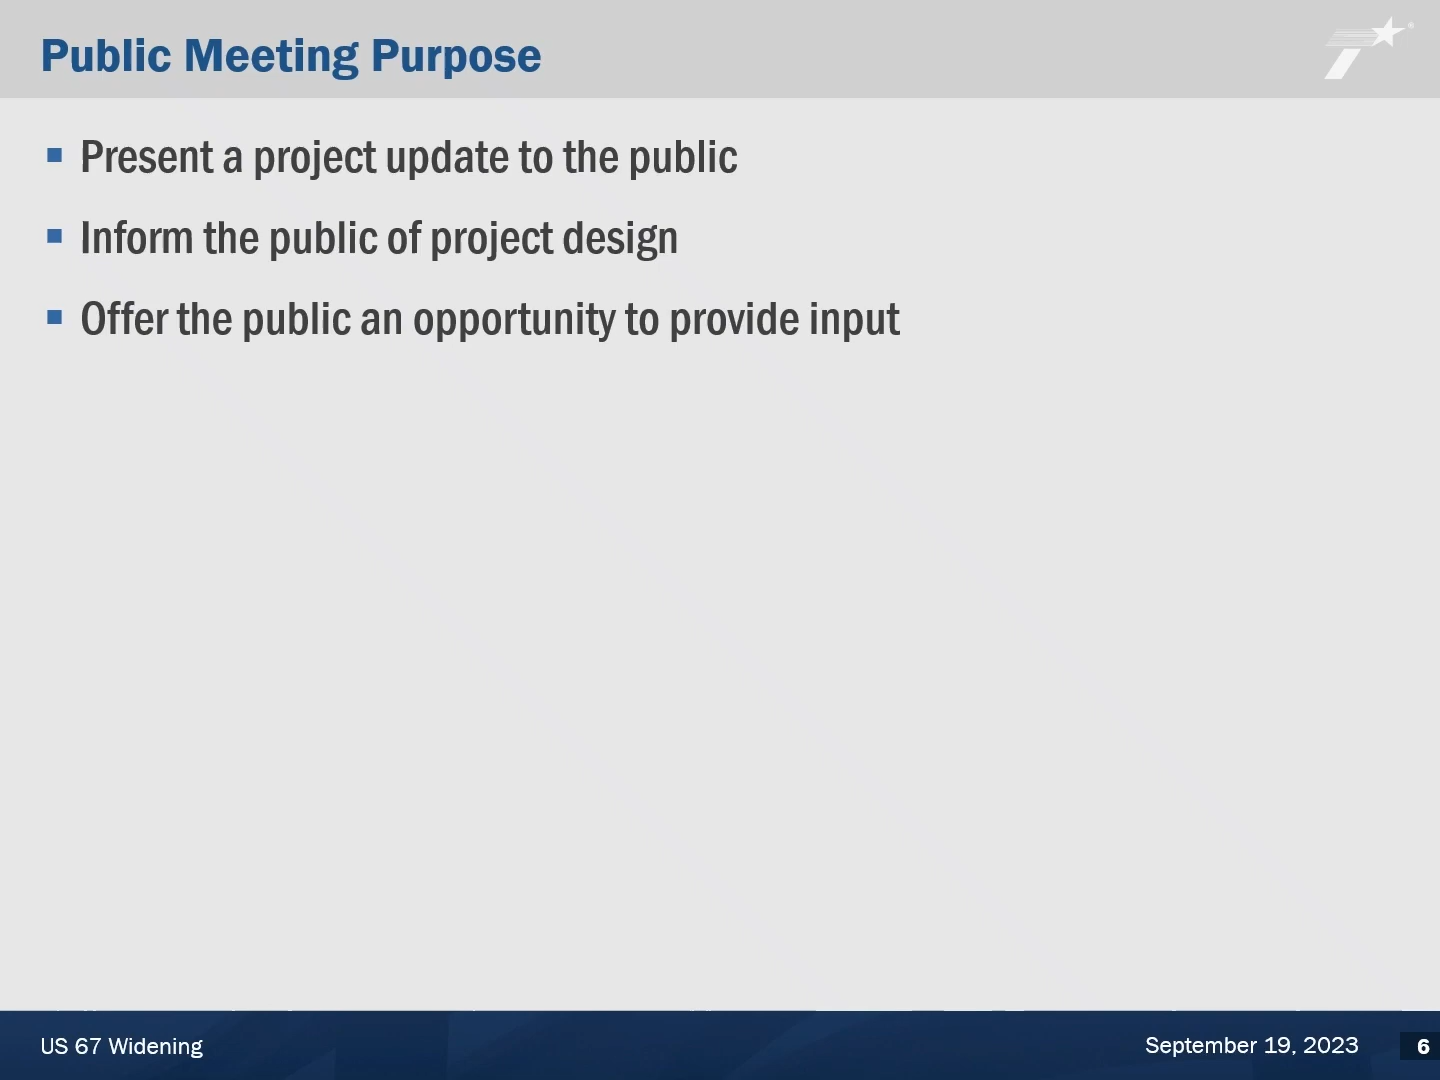 Public Meeting Purpose
Present a project update to the public
Inform the public of project design
Offer the public an opportunity to provide input
US 67 Widening
September 19, 2023
6